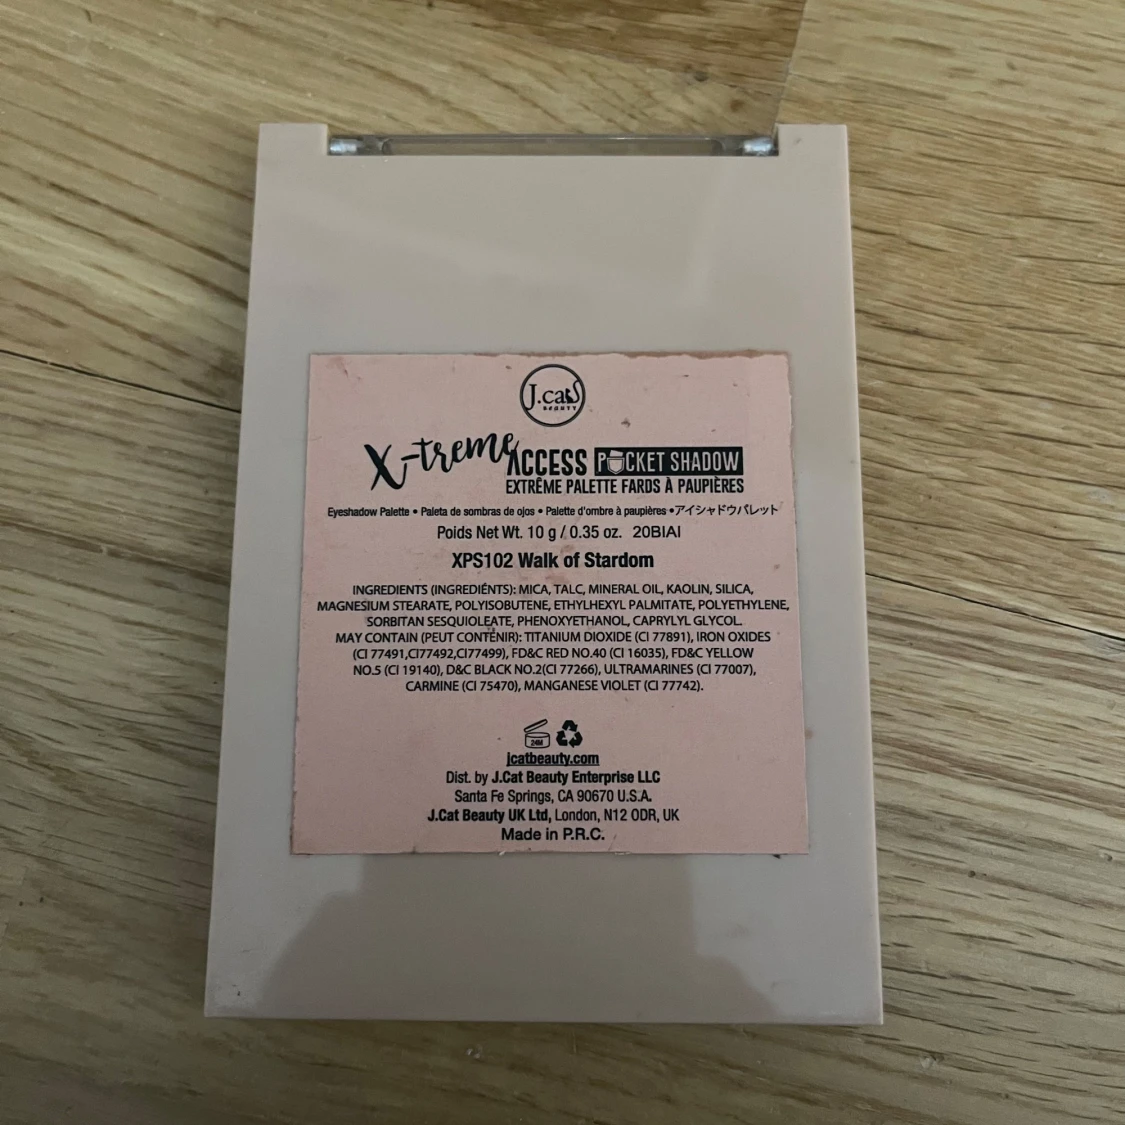 J.cat
BEAUTY
X-treme
ACCESS POCKET SHADOW
EXTRÊME PALETTE FARDS À PAUPIÈRES
Eyeshadow Palette • Paleta de sombras de ojos • Palette d'ombre à paupières •アイシャドウパレット
Poids Net Wt. 10 g / 0.35 oz. 20BIAI
XPS102 Walk of Stardom
INGREDIENTS (INGREDIÉNTS): MICA, TALC, MINERAL OIL, KAOLIN, SILICA,
MAGNESIUM STEARATE, POLYISOBUTENE, ETHYLHEXYL PALMITATE, POLYETHYLENE,
SORBITAN SESQUIOLEATE, PHENOXYETHANOL, CAPRYLYL GLYCOL.
MAY CONTAIN (PEUT CONTENIR): TITANIUM DIOXIDE (CI 77891), IRON OXIDES
(CI 77491,CI77492,CI77499), FD&C RED NO.40 (CI 16035), FD&C YELLOW
NO.5 (CI 19140), D&C BLACK NO.2(CI 77266), ULTRAMARINES (CI 77007),
CARMINE (CI 75470), MANGANESE VIOLET (CI 77742).
24M
jcatbeauty.com
Dist. by J.Cat Beauty Enterprise LLC
Santa Fe Springs, CA 90670 U.S.A.
J.Cat Beauty UK Ltd, London, N12 0DR, UK
Made in P.R.C.